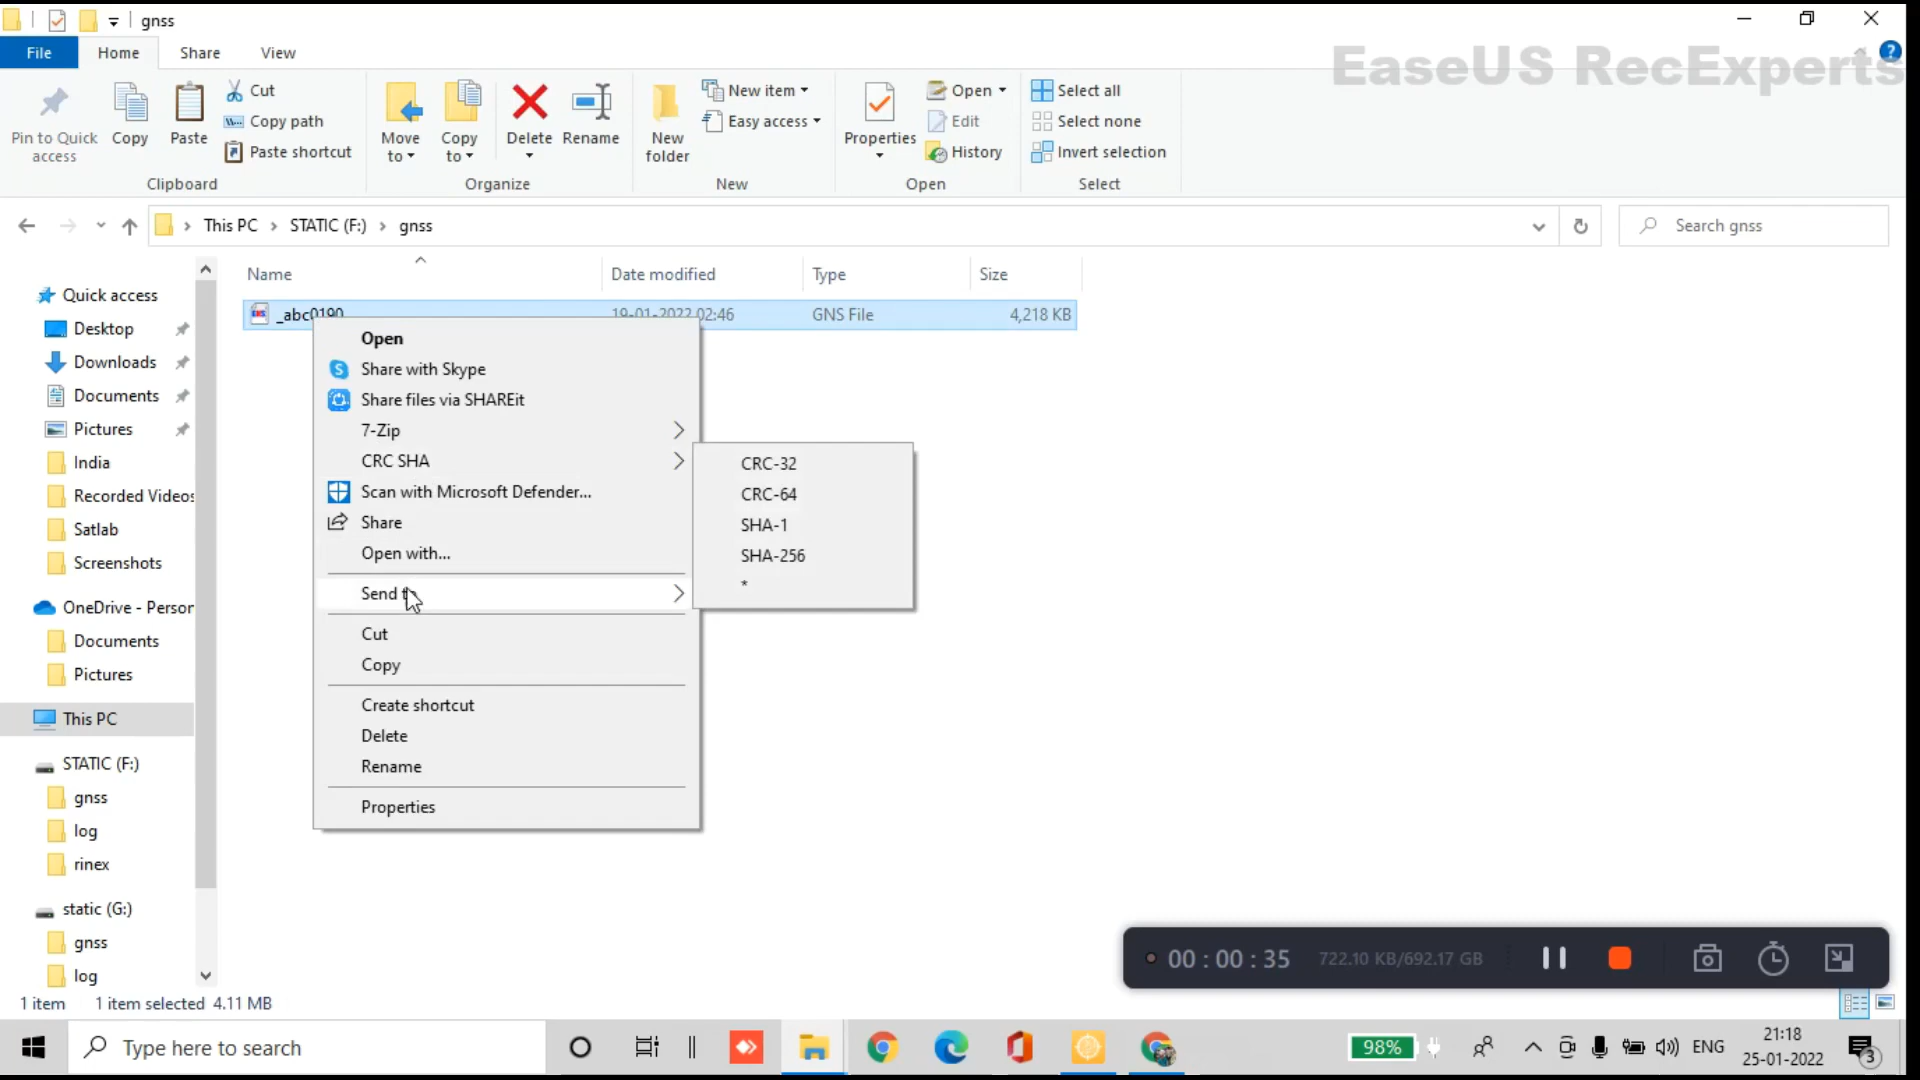 gnss
File Home Share View
EaseUS RecExperts
Pin to Quick access
Copy
Paste
Cut
Copy path
Paste shortcut
Clipboard
Move to
Copy to
Delete
Rename
Organize
New folder
New item
Easy access
New
Properties
Open
Edit
History
Open
Select all
Select none
Invert selection
Select
This PC STATIC (F:) gnss
Search gnss
Name Date modified Type Size
_abc0190 19-01-2022 02:46 GNS File 4,218 KB
Quick access
Desktop
Downloads
Documents
Pictures
India
Recorded Videos
Satlab
Screenshots
OneDrive - Person
Documents
Pictures
This PC
STATIC (F:)
gnss
log
rinex
static (G:)
gnss
log
Open
Share with Skype
Share files via SHAREit
7-Zip
CRC SHA
Scan with Microsoft Defender...
Share
Open with...
Send
Cut
Copy
Create shortcut
Delete
Rename
Properties
CRC-32
CRC-64
SHA-1
SHA-256
*
00 : 00 : 35 722.10 KB/692.17 GB
1 item 1 item selected 4.11 MB
Type here to search
98%
ENG
21:18
25-01-2022
3